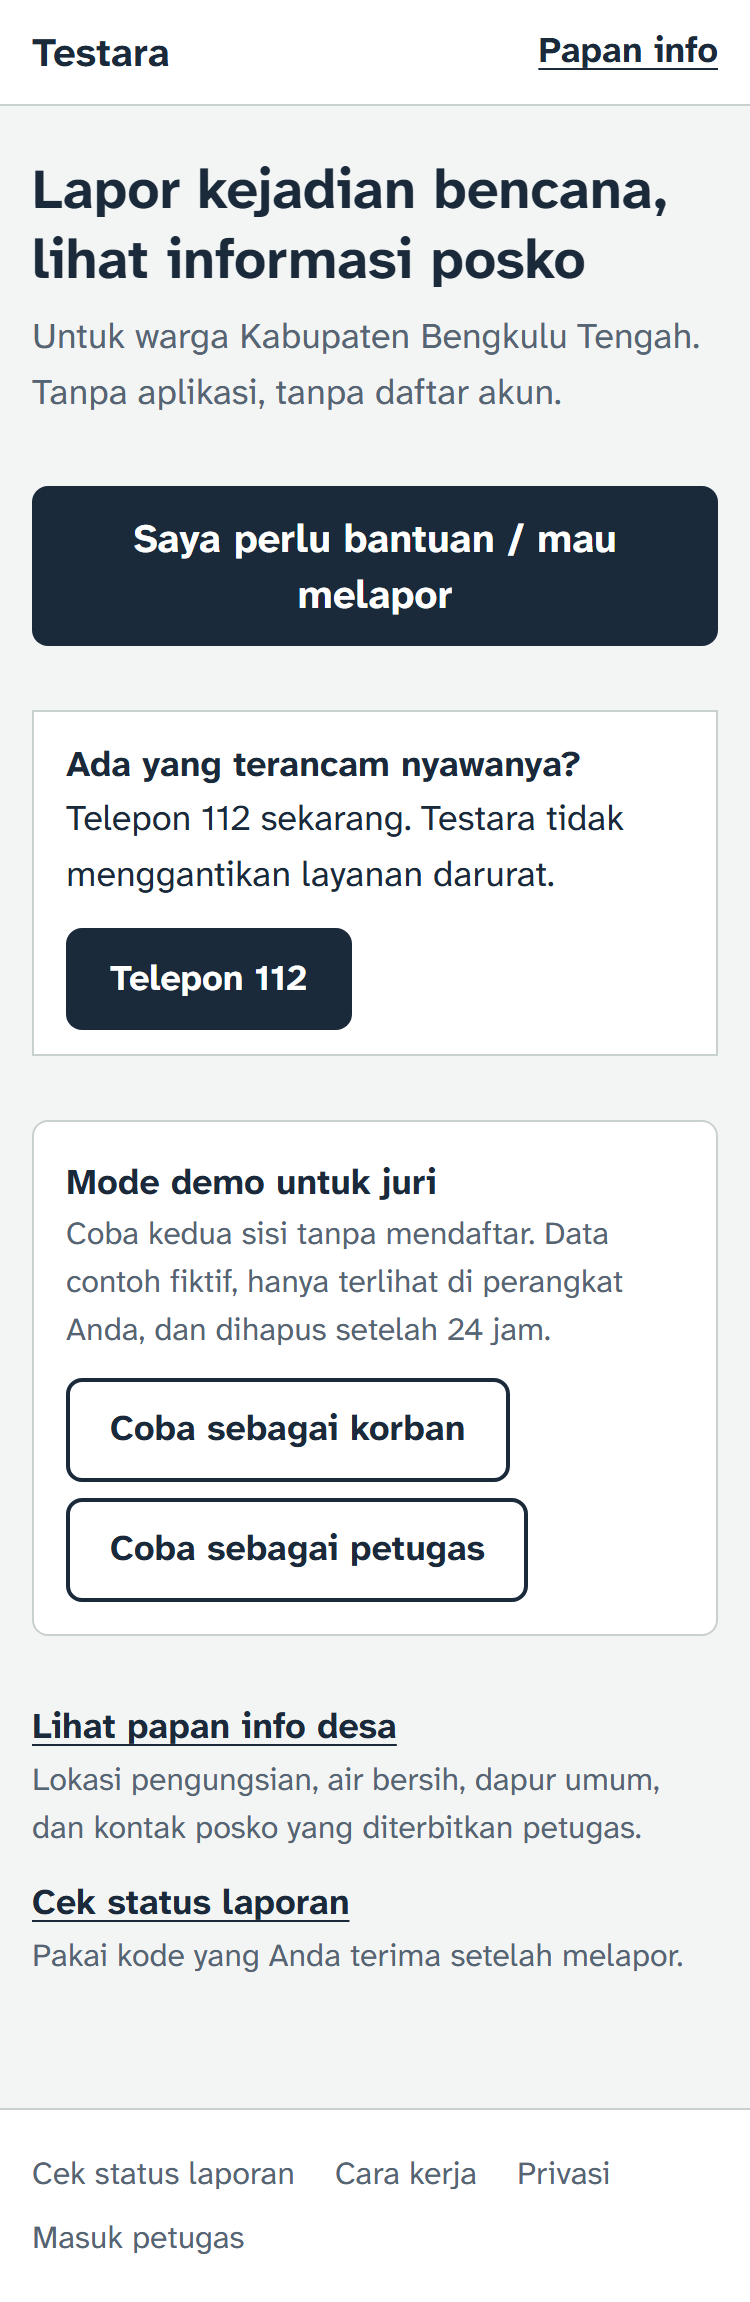 Testara
Papan info
Lapor kejadian bencana,
lihat informasi posko
Untuk warga Kabupaten Bengkulu Tengah.
Tanpa aplikasi, tanpa daftar akun.
Saya perlu bantuan / mau
melapor
Ada yang terancam nyawanya?
Telepon 112 sekarang. Testara tidak
menggantikan layanan darurat.
Telepon 112
Mode demo untuk juri
Coba kedua sisi tanpa mendaftar. Data
contoh fiktif, hanya terlihat di perangkat
Anda, dan dihapus setelah 24 jam.
Coba sebagai korban
Coba sebagai petugas
Lihat papan info desa
Lokasi pengungsian, air bersih, dapur umum,
dan kontak posko yang diterbitkan petugas.
Cek status laporan
Pakai kode yang Anda terima setelah melapor.
Cek status laporan
Cara kerja
Privasi
Masuk petugas